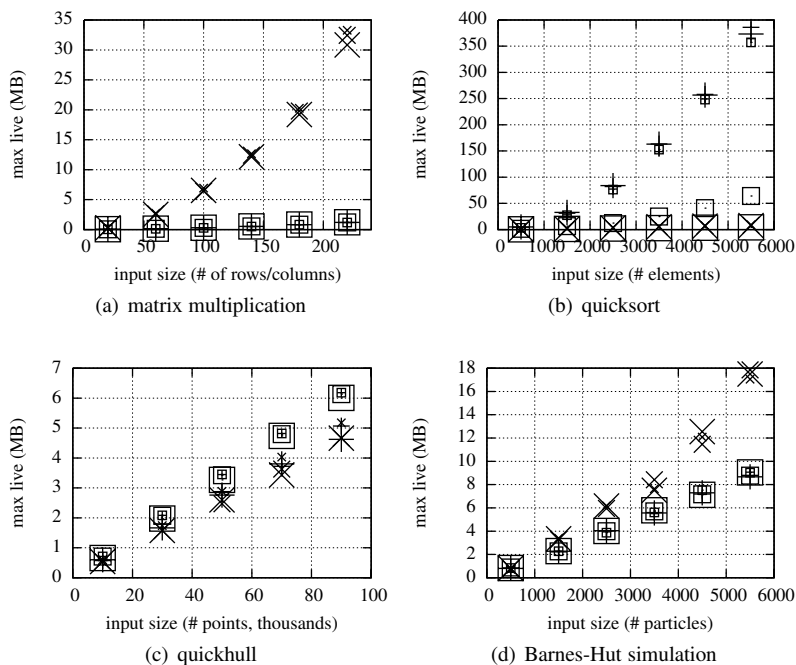 35
30
25
20
15
10
5
0
max live (MB)
0 50 100 150 200
input size (# of rows/columns)
(a) matrix multiplication
400
350
300
250
200
150
100
50
0
max live (MB)
0 1000 2000 3000 4000 5000 6000
input size (# elements)
(b) quicksort
7
6
5
4
3
2
1
0
max live (MB)
0 20 40 60 80 100
input size (# points, thousands)
(c) quickhull
18
16
14
12
10
8
6
4
2
0
max live (MB)
0 1000 2000 3000 4000 5000 6000
input size (# particles)
(d) Barnes-Hut simulation